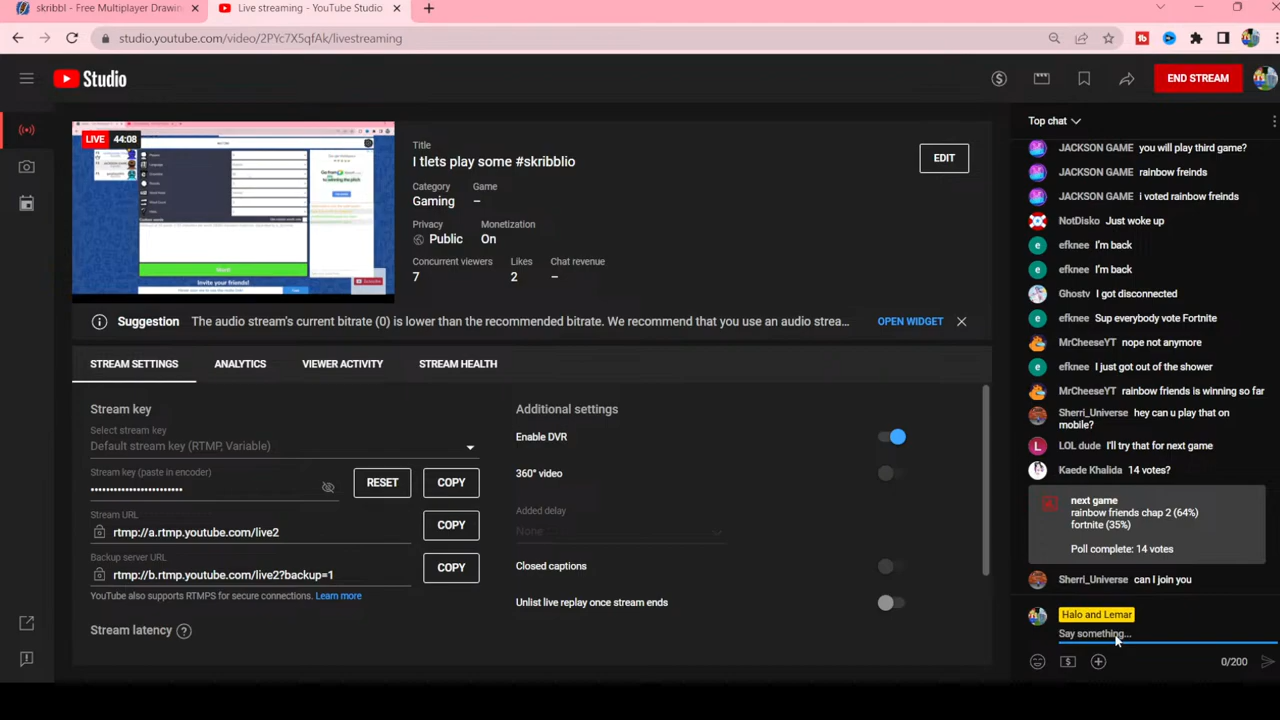 skribbl - Free Multiplayer Drawin
Live streaming - YouTube Studio
studio.youtube.com/video/2PYc7X5qfAk/livestreaming
Studio
END STREAM
LIVE 44:08
Invite your friends!
Title
I tlets play some #skribblio
EDIT
Category Game
Gaming –
Privacy Monetization
Public On
Concurrent viewers Likes Chat revenue
7 2 –
Suggestion The audio stream's current bitrate (0) is lower than the recommended bitrate. We recommend that you use an audio strea...
OPEN WIDGET
STREAM SETTINGS ANALYTICS VIEWER ACTIVITY STREAM HEALTH
Stream key
Select stream key
Default stream key (RTMP, Variable)
Stream key (paste in encoder)
••••••••••••••••••••••••
RESET COPY
Stream URL
rtmp://a.rtmp.youtube.com/live2
COPY
Backup server URL
rtmp://b.rtmp.youtube.com/live2?backup=1
COPY
YouTube also supports RTMPS for secure connections. Learn more
Stream latency
Additional settings
Enable DVR
360° video
Added delay
None
Closed captions
Unlist live replay once stream ends
Top chat
JACKSON GAME you will play third game?
JACKSON GAME rainbow freinds
JACKSON GAME I voted rainbow freinds
NotDisko Just woke up
efknee I'm back
efknee I'm back
Ghostv I got disconnected
efknee Sup everybody vote Fortnite
MrCheeseYT nope not anymore
efknee I just got out of the shower
MrCheeseYT rainbow friends is winning so far
Sherri_Universe hey can u play that on
mobile?
LOL dude I'll try that for next game
Kaede Khalida 14 votes?
next game
rainbow friends chap 2 (64%)
fortnite (35%)
Poll complete: 14 votes
Sherri_Universe can I join you
Halo and Lemar
Say something...
0/200